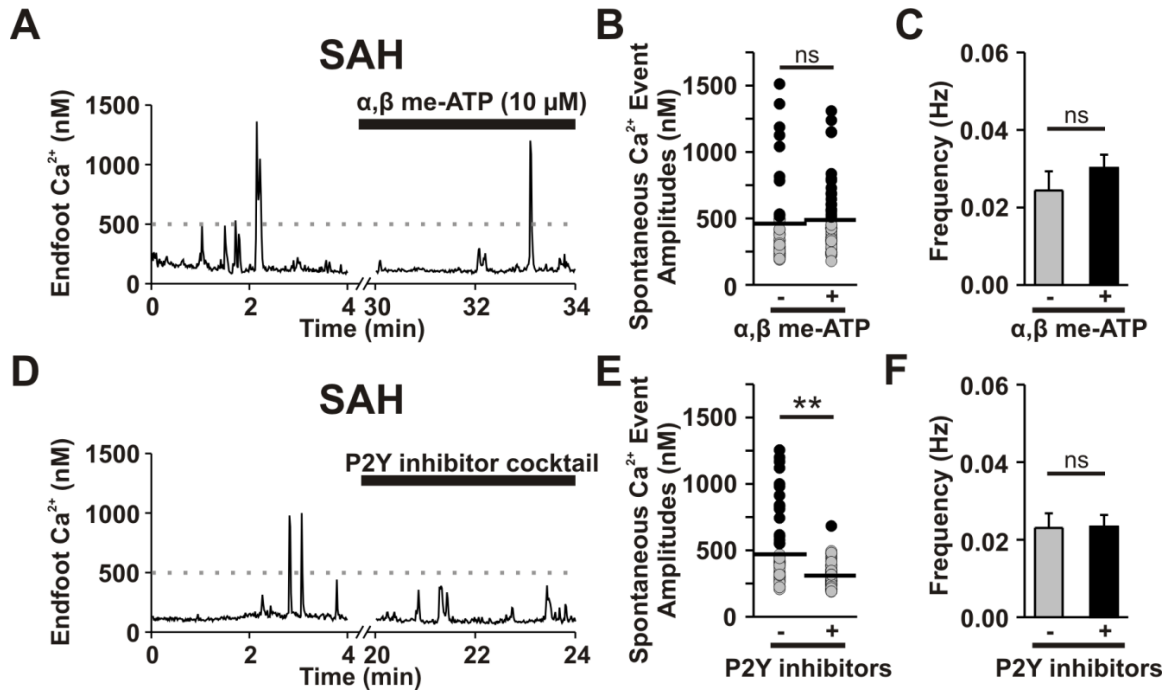 A
SAH
α,β me-ATP (10 μM)
Endfoot Ca²⁺ (nM)
1500
1000
500
0
0 2 4 30 32 34
Time (min)
B
Spontaneous Ca²⁺ Event
Amplitudes (nM)
ns
1500
1000
500
0
- +
α,β me-ATP
C
Frequency (Hz)
0.06
ns
0.04
0.02
0.00
- +
α,β me-ATP
D
SAH
P2Y inhibitor cocktail
Endfoot Ca²⁺ (nM)
1500
1000
500
0
0 2 4 20 22 24
Time (min)
E
Spontaneous Ca²⁺ Event
Amplitudes (nM)
**
1500
1000
500
0
- +
P2Y inhibitors
F
Frequency (Hz)
0.06
ns
0.04
0.02
0.00
- +
P2Y inhibitors